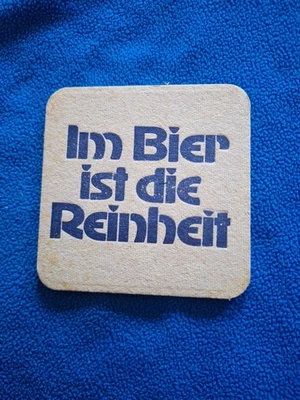 Im Bier
ist die
Reinheit